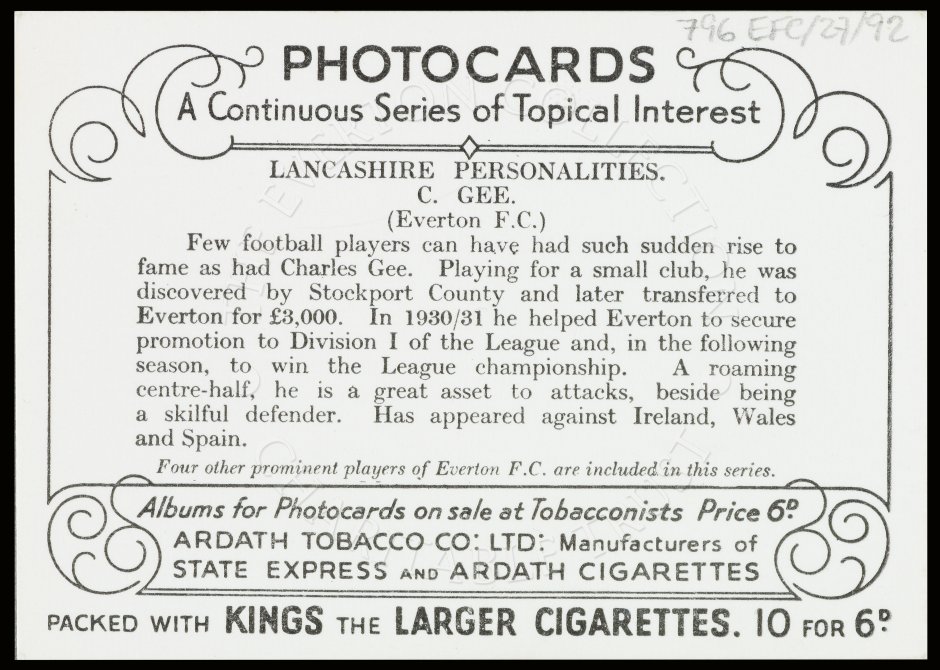 796 EFC/27/92
PHOTOCARDS
A Continuous Series of Topical Interest
LANCASHIRE PERSONALITIES.
C. GEE.
(Everton F.C.)
Few football players can have had such sudden rise to
fame as had Charles Gee. Playing for a small club, he was
discovered by Stockport County and later transferred to
Everton for £3,000. In 1930/31 he helped Everton to secure
promotion to Division I of the League and, in the following
season, to win the League championship. A roaming
centre-half, he is a great asset to attacks, beside being
a skilful defender. Has appeared against Ireland, Wales
and Spain.
Four other prominent players of Everton F.C. are included in this series.
Albums for Photocards on sale at Tobacconists Price 6D
ARDATH TOBACCO CO: LTD: Manufacturers of
STATE EXPRESS AND ARDATH CIGARETTES
PACKED WITH KINGS THE LARGER CIGARETTES. 10 FOR 6D